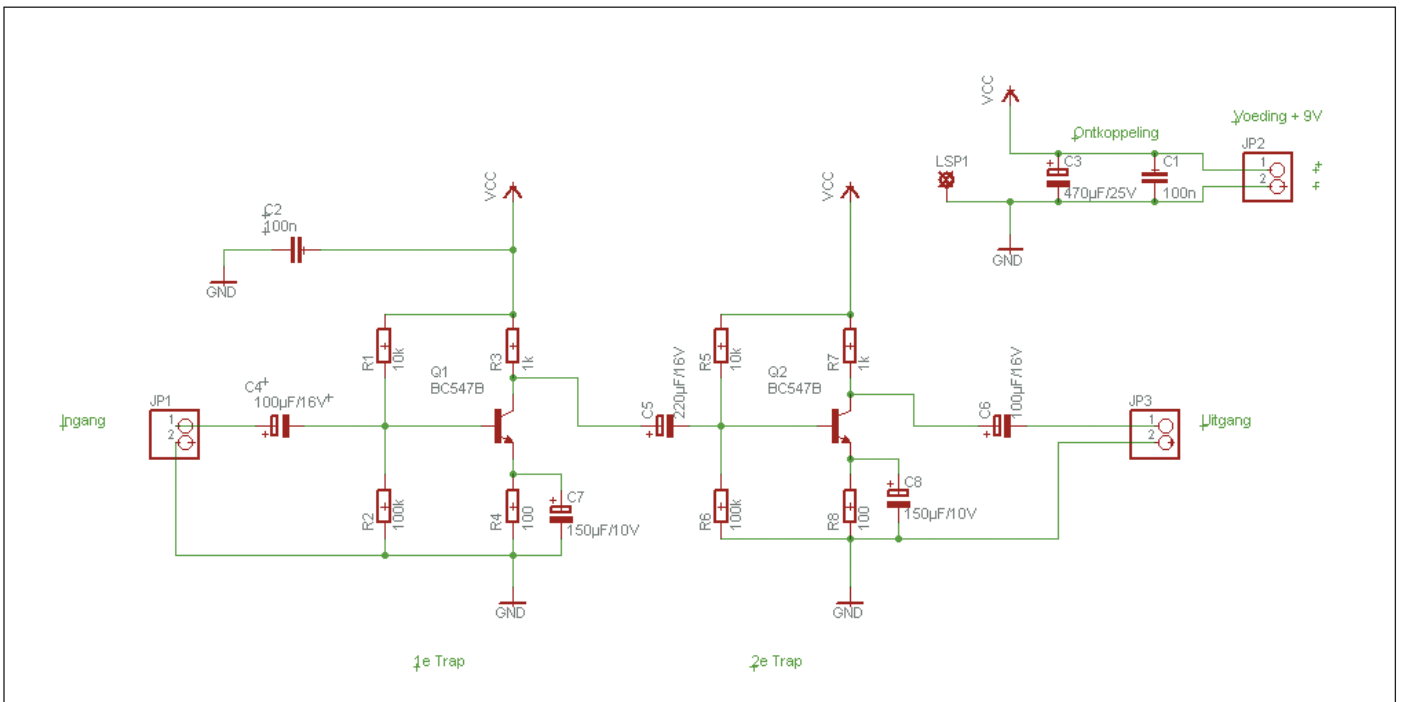 VCC
Voeding + 9V
Ontkoppeling
JP2
LSP1
C3
C1
1
2
470µF/25V
100n
GND
VCC
VCC
C2
100n
GND
R1
10k
R3
1k
Q1
BC547B
R5
10k
R7
1k
Q2
BC547B
C4
100µF/16V
C5
220µF/16V
C6
100µF/16V
JP1
1
2
Ingang
JP3
1
2
Uitgang
R2
100k
R4
100
C7
150µF/10V
R6
100k
R8
100
C8
150µF/10V
GND
GND
1e Trap
2e Trap